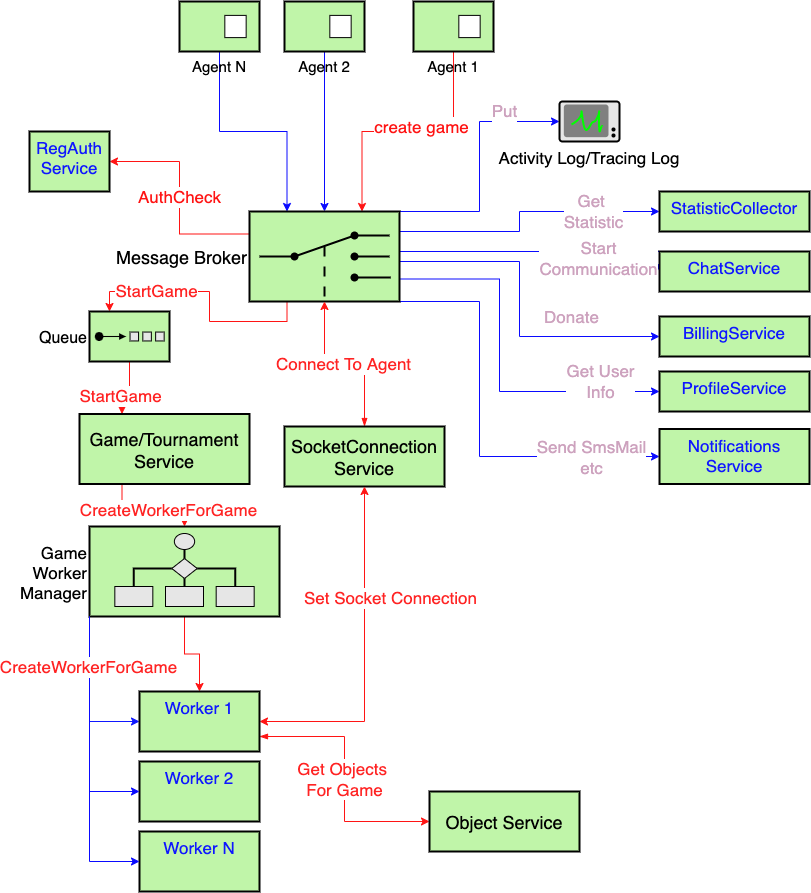 Agent N
Agent 2
Agent 1
create game
Put
Activity Log/Tracing Log
RegAuth
Service
AuthCheck
Get
Statistic
StatisticCollector
Message Broker
Start
Communication
ChatService
StartGame
Queue
Donate
BillingService
Connect To Agent
Get User
Info
ProfileService
StartGame
Game/Tournament
Service
SocketConnection
Service
Send SmsMail
etc
Notifications
Service
CreateWorkerForGame
Game
Worker
Manager
Set Socket Connection
CreateWorkerForGame
Worker 1
Worker 2
Get Objects
For Game
Object Service
Worker N